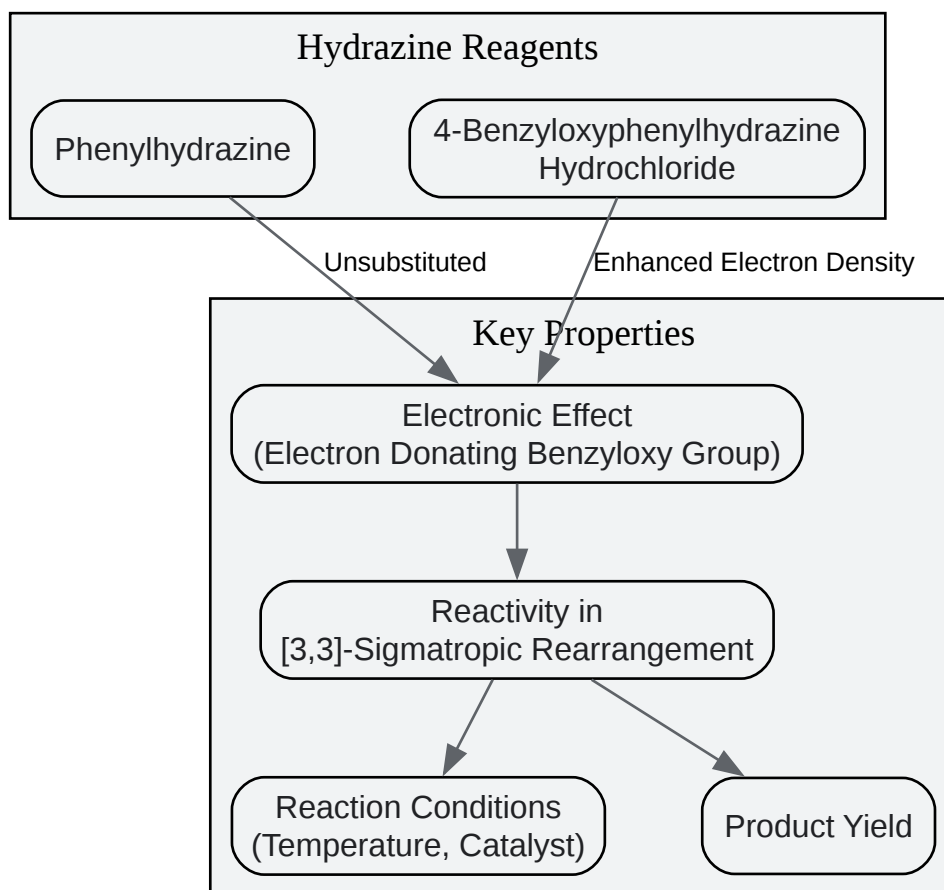 Hydrazine Reagents
Phenylhydrazine
4-Benzyloxyphenylhydrazine
Hydrochloride
Unsubstituted
Enhanced Electron Density
Key Properties
Electronic Effect
(Electron Donating Benzyloxy Group)
Reactivity in
[3,3]-Sigmatropic Rearrangement
Reaction Conditions
(Temperature, Catalyst)
Product Yield